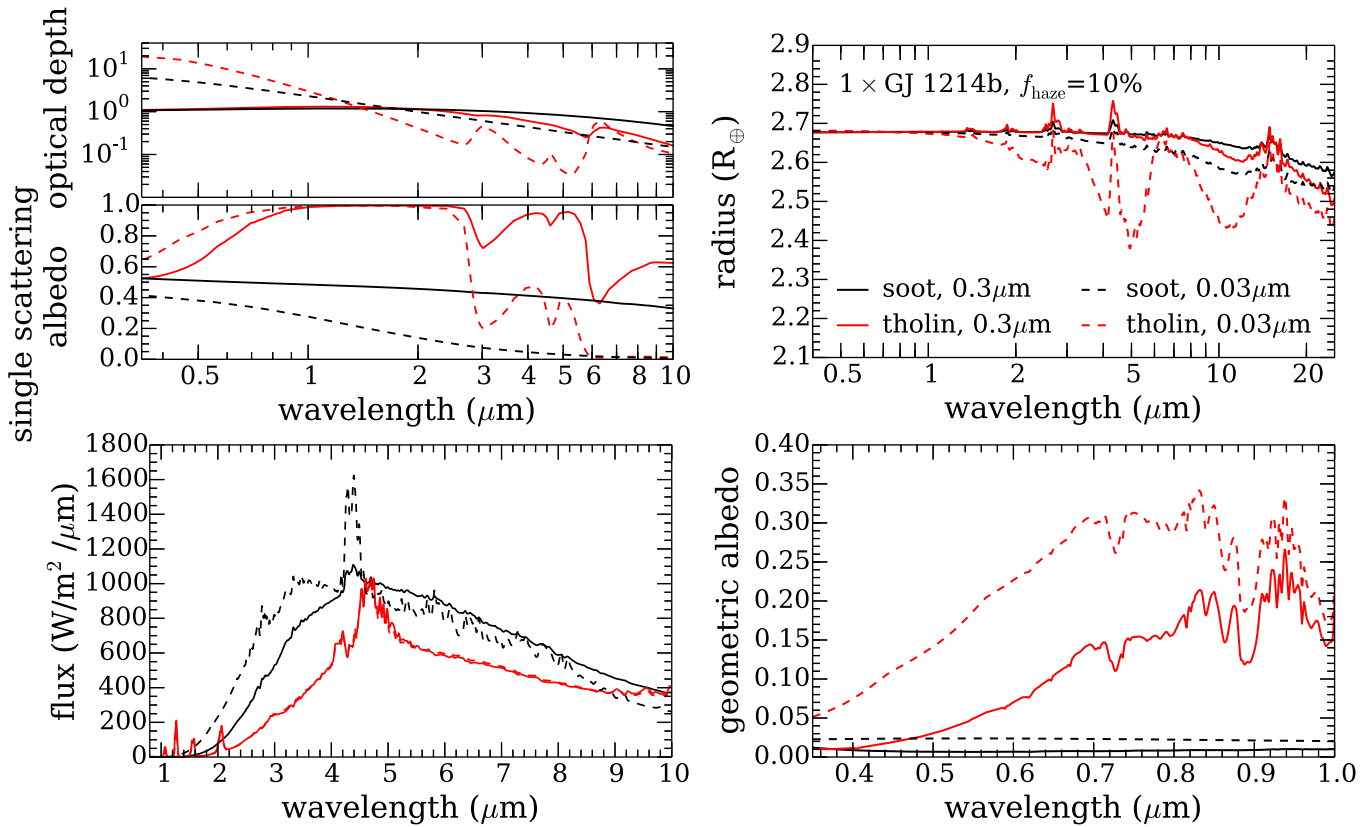 optical depth
10¹
10⁰
10⁻¹
single scattering
albedo
1.0
0.8
0.6
0.4
0.2
0.0
0.5 1 2 3 4 5 6 7 8 9 10
wavelength (μm)
radius (R⊕)
2.9
2.8
2.7
2.6
2.5
2.4
2.3
2.2
2.1
1 × GJ 1214b, f_haze=10%
soot, 0.3μm
soot, 0.03μm
tholin, 0.3μm
tholin, 0.03μm
0.5 1 2 5 10 20
wavelength (μm)
flux (W/m² /μm)
1800
1600
1400
1200
1000
800
600
400
200
0
1 2 3 4 5 6 7 8 9 10
wavelength (μm)
geometric albedo
0.40
0.35
0.30
0.25
0.20
0.15
0.10
0.05
0.00
0.4 0.5 0.6 0.7 0.8 0.9 1.0
wavelength (μm)